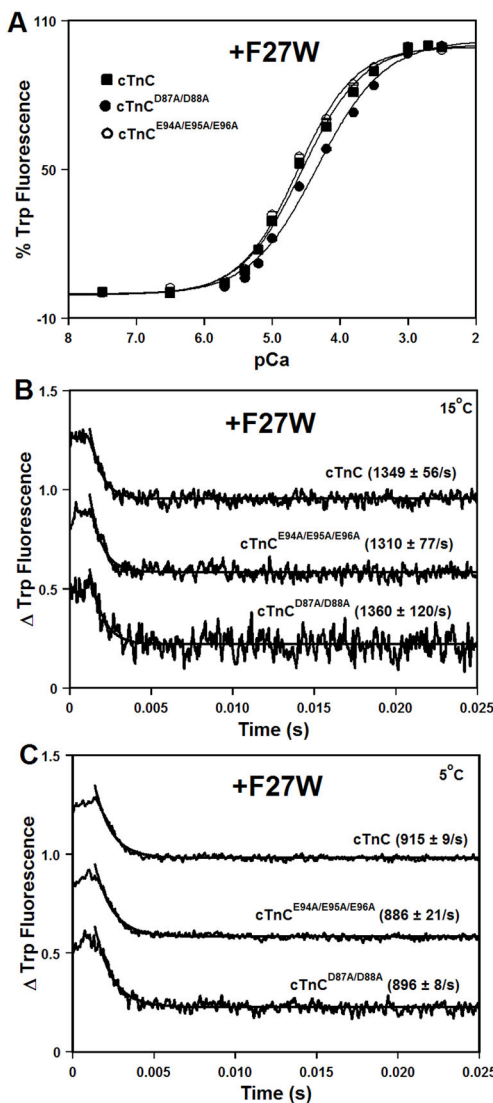 A
110
+F27W
cTnC
cTnC^D87A/D88A
cTnC^E94A/E95A/E96A
% Trp Fluorescence
50
-10
8 7.0 6.0 5.0 4.0 3.0 2
pCa
B
1.5
+F27W
15°C
cTnC (1349 ± 56/s)
1.0
cTnC^E94A/E95A/E96A (1310 ± 77/s)
Δ Trp Fluorescence
0.5
cTnC^D87A/D88A (1360 ± 120/s)
0
0 0.005 0.010 0.015 0.020 0.025
Time (s)
C
1.5
+F27W
5°C
cTnC (915 ± 9/s)
1.0
cTnC^E94A/E95A/E96A (886 ± 21/s)
Δ Trp Fluorescence
0.5
cTnC^D87A/D88A (896 ± 8/s)
0
0 0.005 0.010 0.015 0.020 0.025
Time (s)